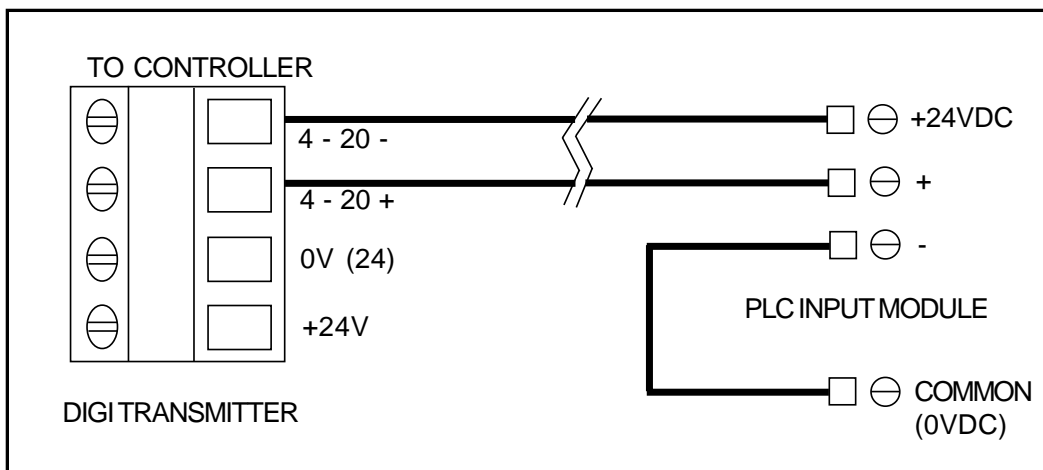 TO CONTROLLER
4 - 20 -
4 - 20 +
0V (24)
+24V
DIGI TRANSMITTER
+24VDC
+
-
PLC INPUT MODULE
COMMON
(0VDC)